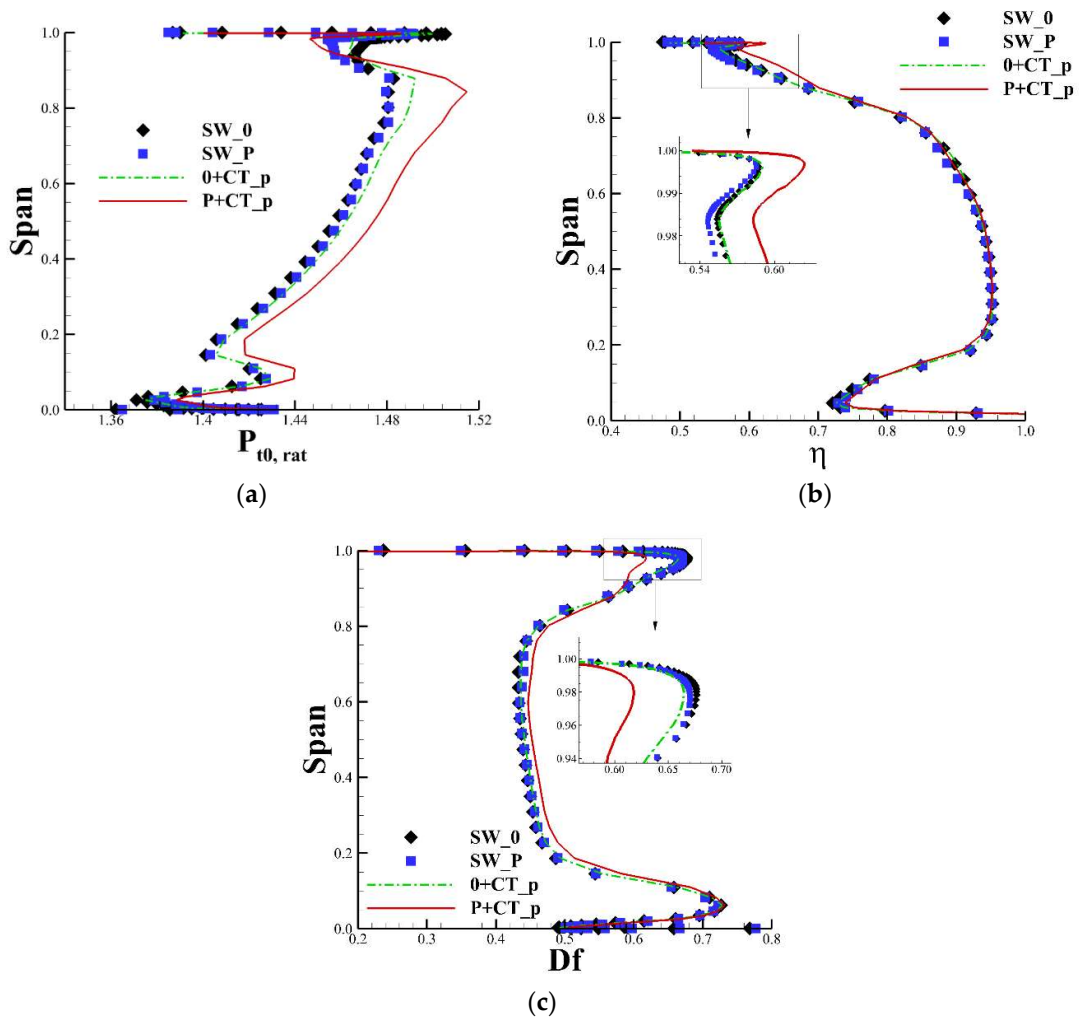 1.0
0.8
0.6
0.4
0.2
0.0
Span
SW_0
SW_P
0+CT_p
P+CT_p
1.36 1.4 1.44 1.48 1.52
P t0, rat
(a)
SW_0
SW_P
0+CT_p
P+CT_p
1.0
0.8
0.6
0.4
0.2
0.0
Span
1.00
0.99
0.98
0.54 0.60
0.4 0.5 0.6 0.7 0.8 0.9 1.0
η
(b)
1.0
0.8
0.6
0.4
0.2
0.0
Span
1.00
0.98
0.96
0.94
0.60 0.65 0.70
SW_0
SW_P
0+CT_p
P+CT_p
0.2 0.3 0.4 0.5 0.6 0.7 0.8
Df
(c)